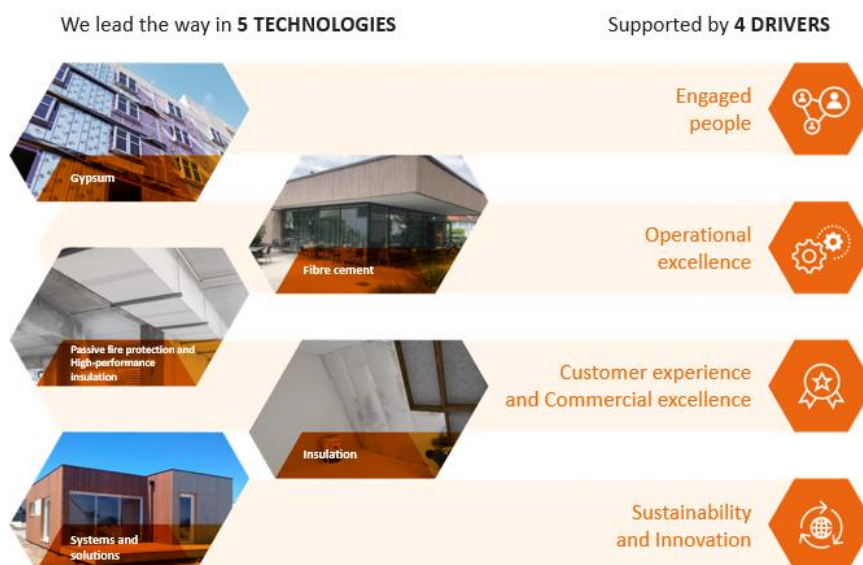 We lead the way in 5 TECHNOLOGIES
Supported by 4 DRIVERS
Gypsum
Fibre cement
Passive fire protection and
High-performance
insulation
Insulation
Systems and
solutions
Engaged
people
Operational
excellence
Customer experience
and Commercial excellence
Sustainability
and Innovation